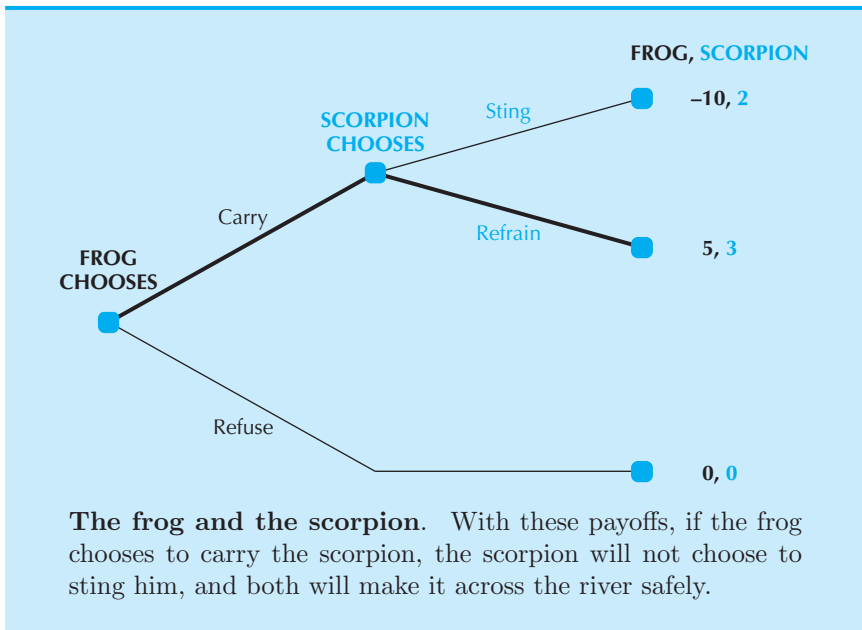 FROG, SCORPION
–10, 2
Sting
SCORPION
CHOOSES
Carry
Refrain
5, 3
FROG
CHOOSES
Refuse
0, 0
The frog and the scorpion. With these payoffs, if the frog
chooses to carry the scorpion, the scorpion will not choose to
sting him, and both will make it across the river safely.